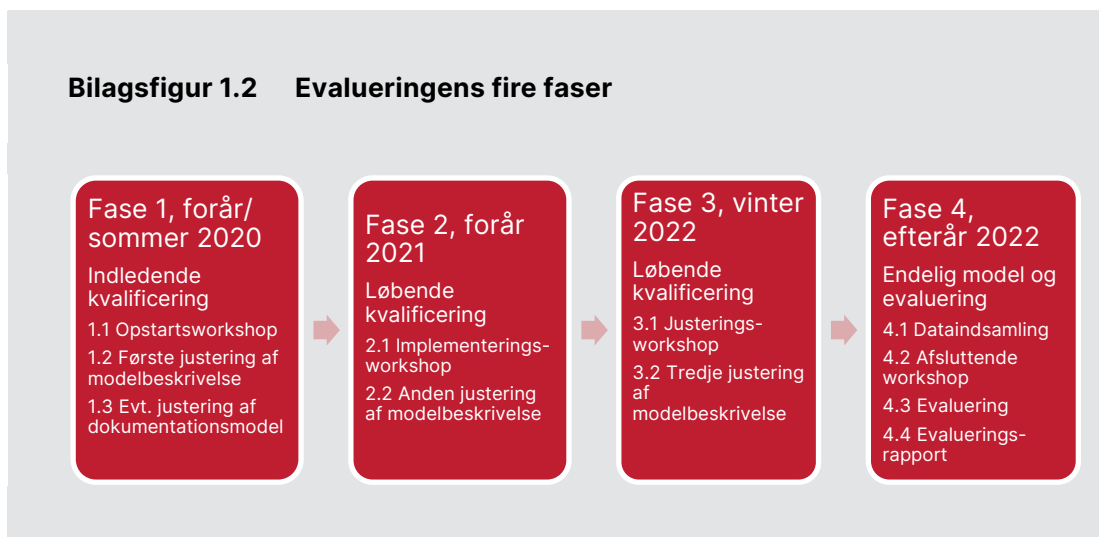 Bilagsfigur 1.2 Evalueringens fire faser
Fase 1, forår/
sommer 2020
Indledende
kvalificering
1.1 Opstartsworkshop
1.2 Første justering af
modelbeskrivelse
1.3 Evt. justering af
dokumentationsmodel
Fase 2, forår
2021
Løbende
kvalificering
2.1 Implementerings-
workshop
2.2 Anden justering
af modelbeskrivelse
Fase 3, vinter
2022
Løbende
kvalificering
3.1 Justerings-
workshop
3.2 Tredje justering
af
modelbeskrivelse
Fase 4,
efterår 2022
Endelig model og
evaluering
4.1 Dataindsamling
4.2 Afsluttende
workshop
4.3 Evaluering
4.4 Evaluerings-
rapport